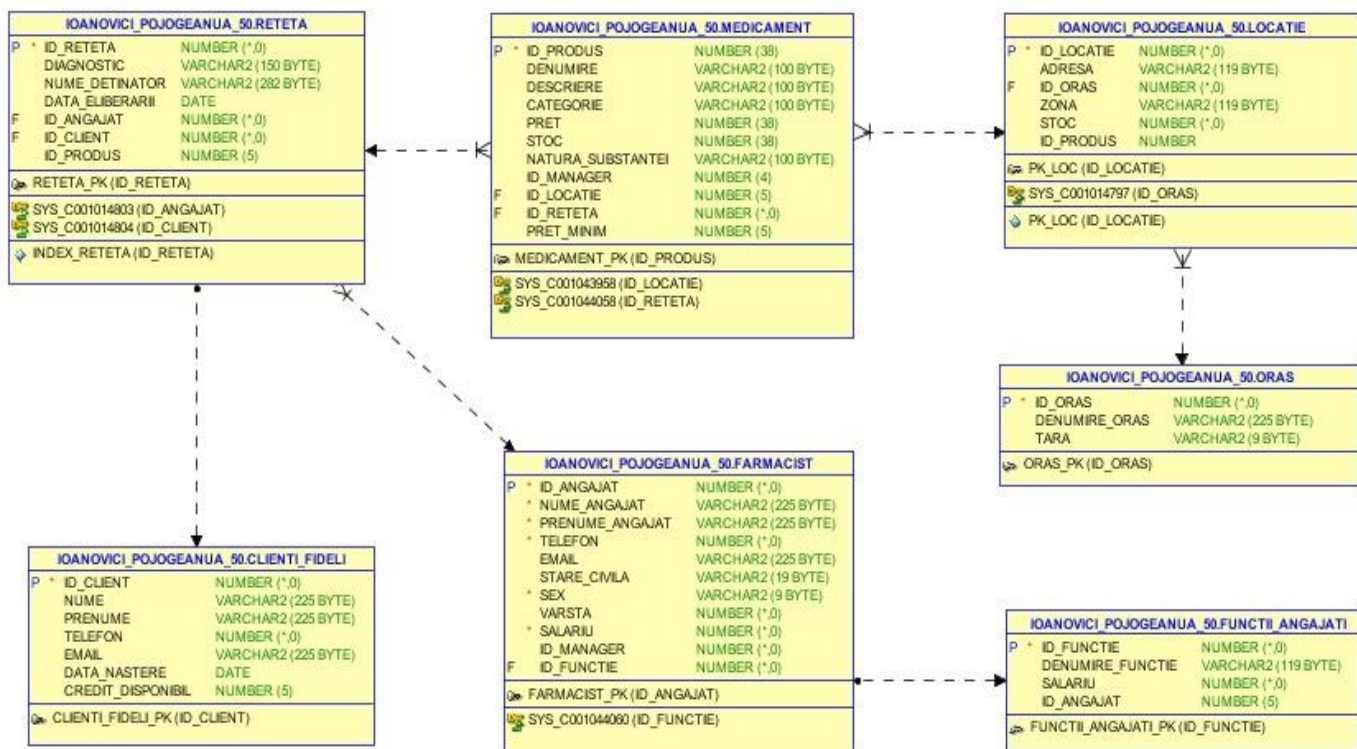 IOANOVICI_POJOGEANUA_50.RETETA
P * ID_RETETA NUMBER (*,0)
DIAGNOSTIC VARCHAR2 (150 BYTE)
NUME_DETINATOR VARCHAR2 (282 BYTE)
DATA_ELIBERARII DATE
F ID_ANGAJAT NUMBER (*,0)
F ID_CLIENT NUMBER (*,0)
ID_PRODUS NUMBER (5)
RETETA_PK (ID_RETETA)
SYS_C001014803 (ID_ANGAJAT)
SYS_C001014804 (ID_CLIENT)
INDEX_RETETA (ID_RETETA)
IOANOVICI_POJOGEANUA_50.MEDICAMENT
P * ID_PRODUS NUMBER (38)
DENUMIRE VARCHAR2 (100 BYTE)
DESCRIERE VARCHAR2 (100 BYTE)
CATEGORIE VARCHAR2 (100 BYTE)
PRET NUMBER (38)
STOC NUMBER (38)
NATURA_SUBSTANTEI VARCHAR2 (100 BYTE)
ID_MANAGER NUMBER (4)
F ID_LOCATIE NUMBER (5)
F ID_RETETA NUMBER (*,0)
PRET_MINIM NUMBER (5)
MEDICAMENT_PK (ID_PRODUS)
SYS_C001043958 (ID_LOCATIE)
SYS_C001044058 (ID_RETETA)
IOANOVICI_POJOGEANUA_50.LOCATIE
P * ID_LOCATIE NUMBER (*,0)
ADRESA VARCHAR2 (119 BYTE)
F ID_ORAS NUMBER (*,0)
ZONA VARCHAR2 (119 BYTE)
STOC NUMBER (*,0)
ID_PRODUS NUMBER
PK_LOC (ID_LOCATIE)
SYS_C001014797 (ID_ORAS)
PK_LOC (ID_LOCATIE)
IOANOVICI_POJOGEANUA_50.ORAS
P * ID_ORAS NUMBER (*,0)
DENUMIRE_ORAS VARCHAR2 (225 BYTE)
TARA VARCHAR2 (9 BYTE)
ORAS_PK (ID_ORAS)
IOANOVICI_POJOGEANUA_50.CLIENTI_FIDELI
P * ID_CLIENT NUMBER (*,0)
NUME VARCHAR2 (225 BYTE)
PRENUME VARCHAR2 (225 BYTE)
TELEFON NUMBER (*,0)
EMAIL VARCHAR2 (225 BYTE)
DATA_NASTERE DATE
CREDIT_DISPONIBIL NUMBER (5)
CLIENTI_FIDELI_PK (ID_CLIENT)
IOANOVICI_POJOGEANUA_50.FARMACIST
P * ID_ANGAJAT NUMBER (*,0)
* NUME_ANGAJAT VARCHAR2 (225 BYTE)
* PRENUME_ANGAJAT VARCHAR2 (225 BYTE)
* TELEFON NUMBER (*,0)
EMAIL VARCHAR2 (225 BYTE)
STARE_CIVILA VARCHAR2 (19 BYTE)
* SEX VARCHAR2 (9 BYTE)
VARSTA NUMBER (*,0)
* SALARIU NUMBER (*,0)
ID_MANAGER NUMBER (*,0)
F ID_FUNCTIE NUMBER (*,0)
FARMACIST_PK (ID_ANGAJAT)
SYS_C001044060 (ID_FUNCTIE)
IOANOVICI_POJOGEANUA_50.FUNCTII_ANGAJATI
P * ID_FUNCTIE NUMBER (*,0)
DENUMIRE_FUNCTIE VARCHAR2 (119 BYTE)
SALARIU NUMBER (*,0)
ID_ANGAJAT NUMBER (5)
FUNCTII_ANGAJATI_PK (ID_FUNCTIE)